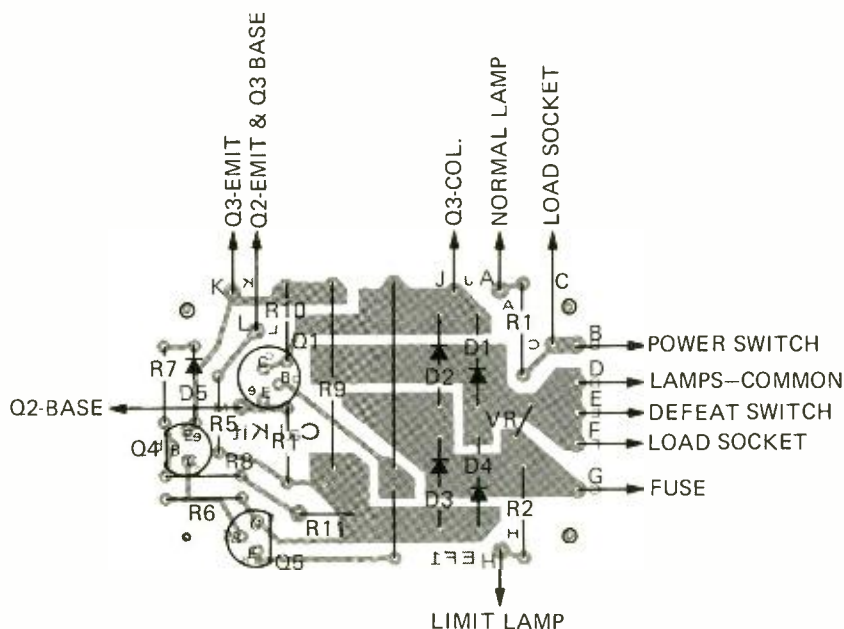 Q3-EMIT
Q2-EMIT & Q3 BASE
Q3-COL.
NORMAL LAMP
LOAD SOCKET
K
J
A
C
R10
L
Q1
R1
B
POWER SWITCH
R7
D1
D2
D
LAMPS–COMMON
D5
R9
E
DEFEAT SWITCH
Q2-BASE
R5
VR
F
LOAD SOCKET
Q4
R8
D4
G
FUSE
D3
R6
R11
R2
Q5
EF1
H
LIMIT LAMP